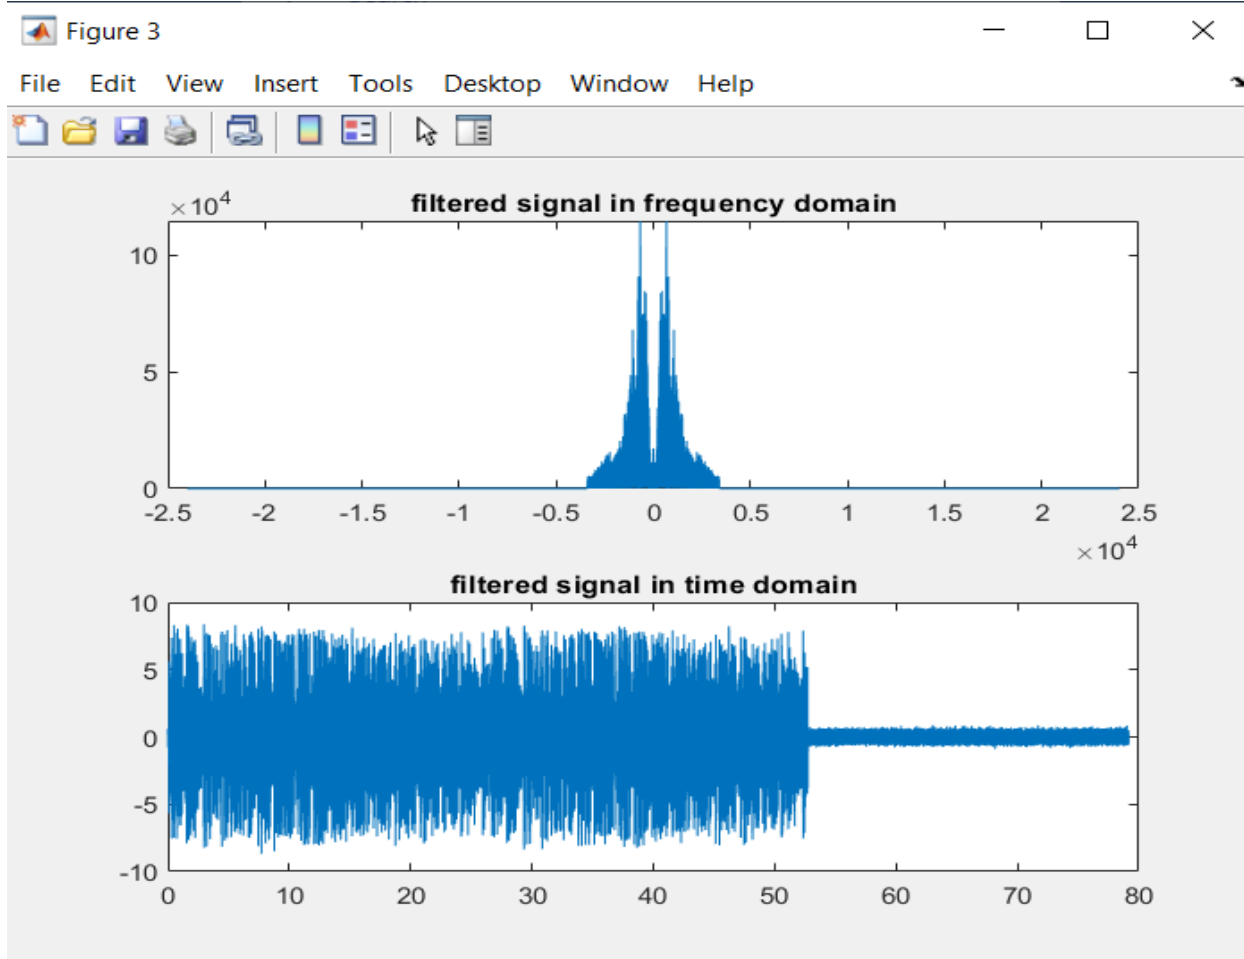 Figure 3
File Edit View Insert Tools Desktop Window Help
×10^4
filtered signal in frequency domain
10
5
0
-2.5 -2 -1.5 -1 -0.5 0 0.5 1 1.5 2 2.5
×10^4
filtered signal in time domain
10
5
0
-5
-10
0 10 20 30 40 50 60 70 80